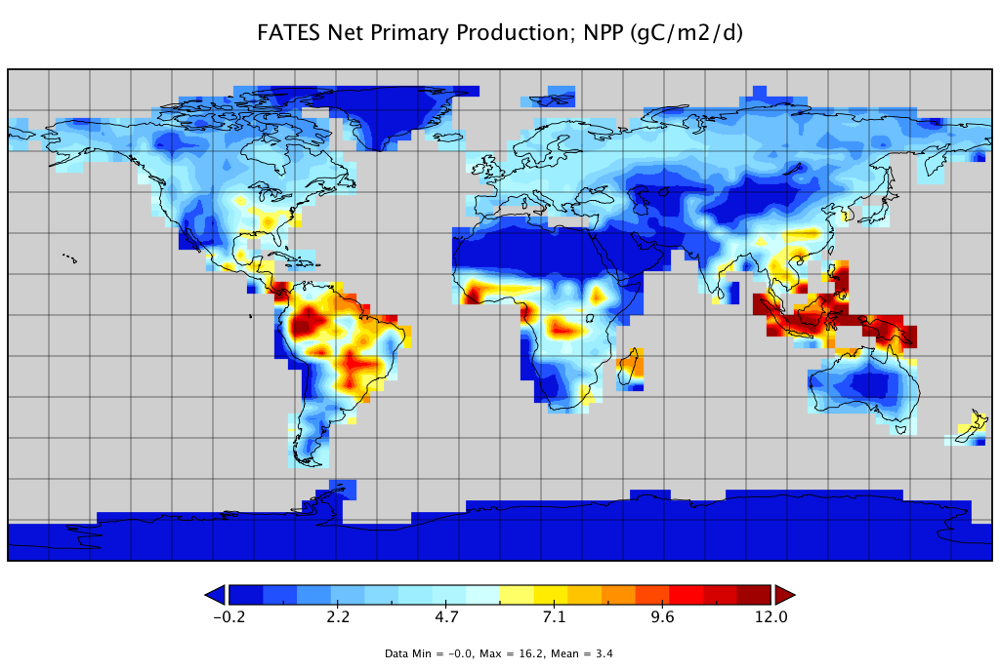 FATES Net Primary Production; NPP (gC/m2/d)
−0.2 2.2 4.7 7.1 9.6 12.0
Data Min = −0.0, Max = 16.2, Mean = 3.4